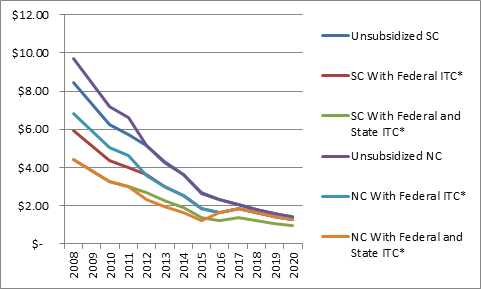 $12.00
$10.00
$8.00
$6.00
$4.00
$2.00
$-
2008
2009
2010
2011
2012
2013
2014
2015
2016
2017
2018
2019
2020
Unsubsidized SC
SC With Federal ITC*
SC With Federal and
State ITC*
Unsubsidized NC
NC With Federal ITC*
NC With Federal and
State ITC*